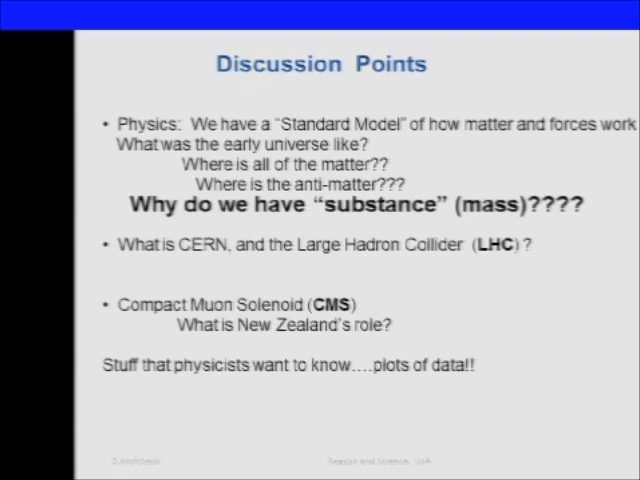 Discussion Points
• Physics: We have a “Standard Model” of how matter and forces work
What was the early universe like?
Where is all of the matter??
Where is the anti-matter???
Why do we have “substance” (mass)????
• What is CERN, and the Large Hadron Collider (LHC) ?
• Compact Muon Solenoid (CMS)
What is New Zealand’s role?
Stuff that physicists want to know....plots of data!!
Reason and Science,